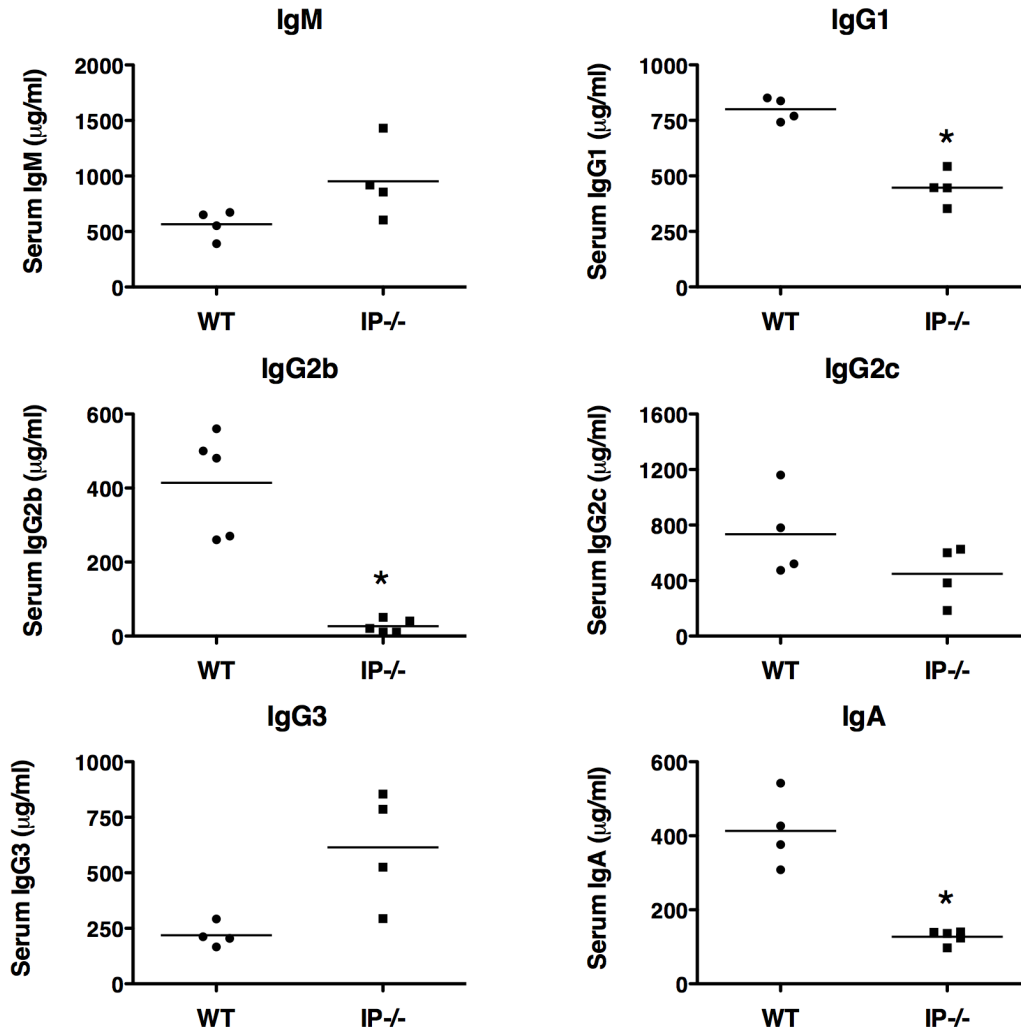 IgM
Serum IgM (μg/ml)
2000
1500
1000
500
0
WT IP-/-
IgG1
Serum IgG1 (μg/ml)
1000
750
500
250
0
*
WT IP-/-
IgG2b
Serum IgG2b (μg/ml)
600
400
200
0
*
WT IP-/-
IgG2c
Serum IgG2c (μg/ml)
1600
1200
800
400
0
WT IP-/-
IgG3
Serum IgG3 (μg/ml)
1000
750
500
250
0
WT IP-/-
IgA
Serum IgA (μg/ml)
600
400
200
0
*
WT IP-/-